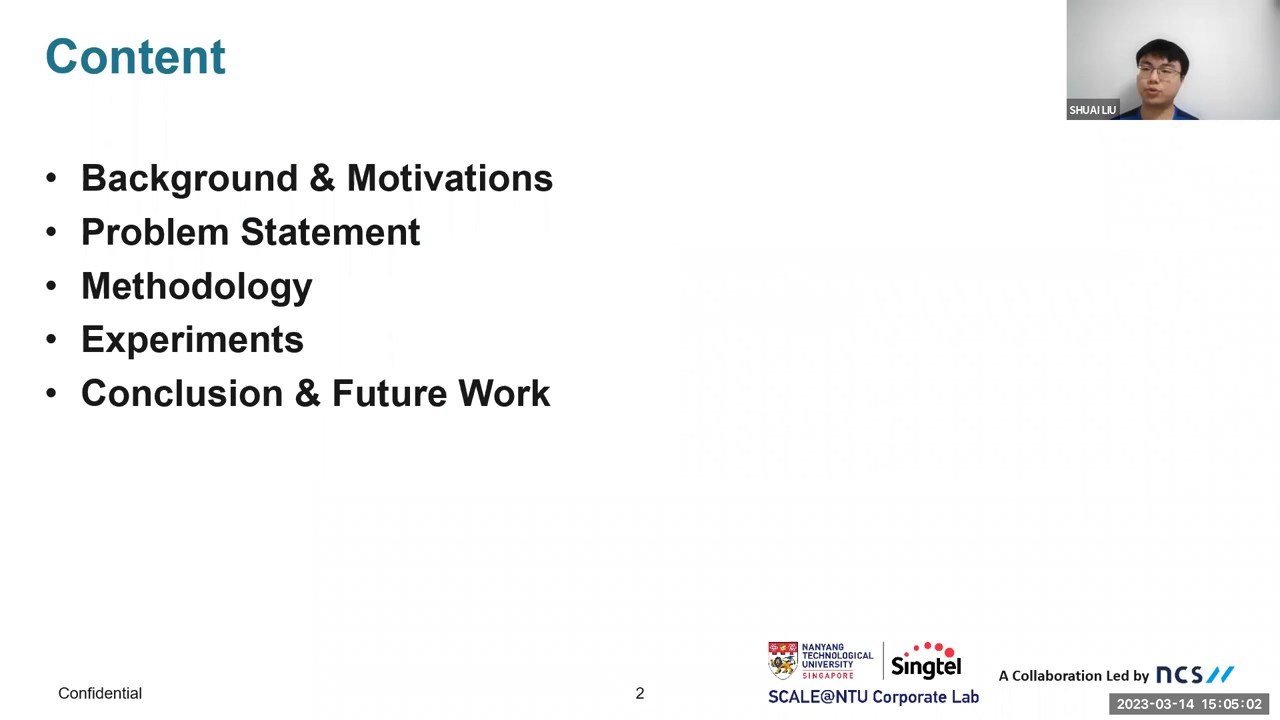 Content
SHUAI LIU
• Background & Motivations
• Problem Statement
• Methodology
• Experiments
• Conclusion & Future Work
NANYANG
TECHNOLOGICAL
UNIVERSITY
SINGAPORE
Singtel
SCALE@NTU Corporate Lab
A Collaboration Led by ncs//
Confidential
2
2023-03-14 15:05:02